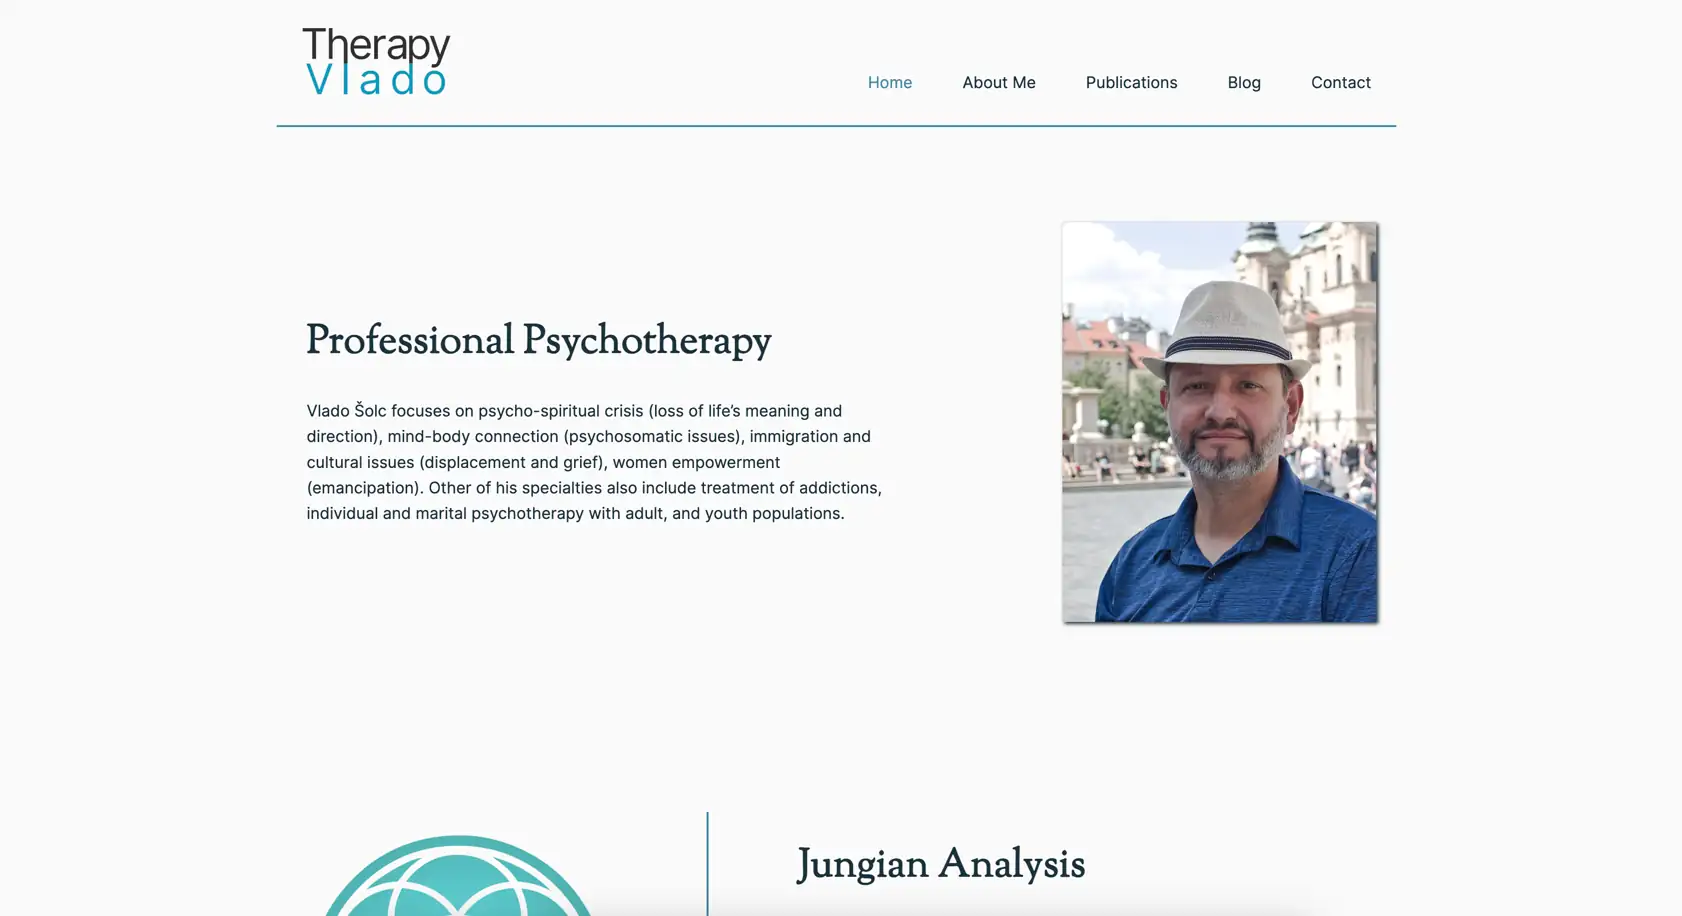 Therapy
Vlado
Home
About Me
Publications
Blog
Contact
Professional Psychotherapy
Vlado Šolc focuses on psycho-spiritual crisis (loss of life’s meaning and
direction), mind-body connection (psychosomatic issues), immigration and
cultural issues (displacement and grief), women empowerment
(emancipation). Other of his specialties also include treatment of addictions,
individual and marital psychotherapy with adult, and youth populations.
Jungian Analysis